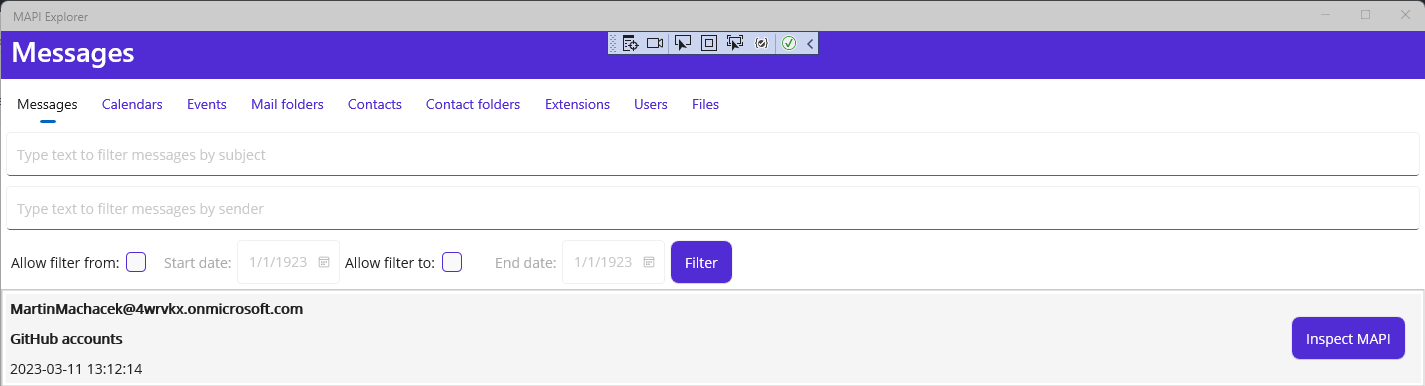 MAPI Explorer
Messages
Messages Calendars Events Mail folders Contacts Contact folders Extensions Users Files
Type text to filter messages by subject
Type text to filter messages by sender
Allow filter from: Start date: 1/1/1923 Allow filter to: End date: 1/1/1923 Filter
MartinMachacek@4wrvkx.onmicrosoft.com
GitHub accounts
Inspect MAPI
2023-03-11 13:12:14